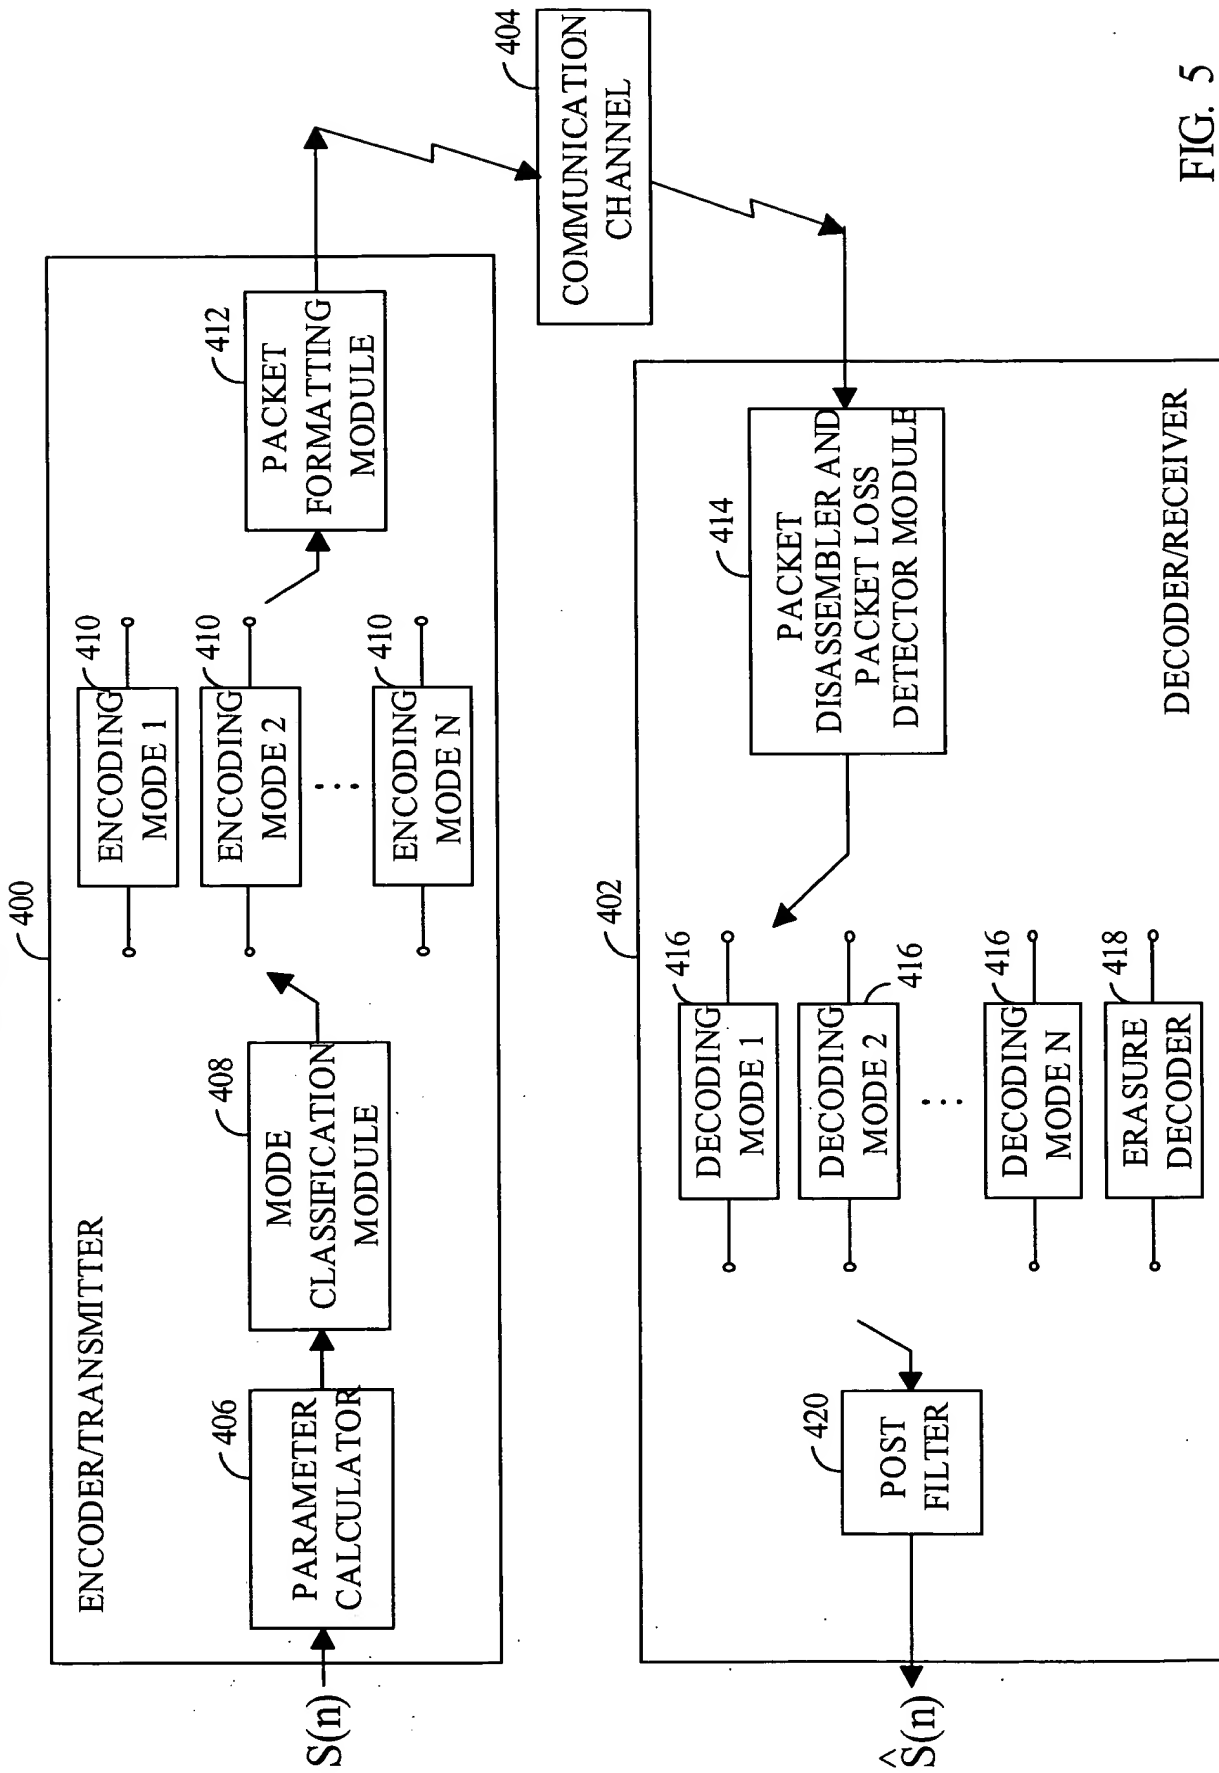 400
ENCODER/TRANSMITTER
S(n)
406
PARAMETER
CALCULATOR
408
MODE
CLASSIFICATION
MODULE
410
ENCODING
MODE 1
410
ENCODING
MODE 2
...
410
ENCODING
MODE N
412
PACKET
FORMATTING
MODULE
404
COMMUNICATION
CHANNEL
402
414
PACKET
DISASSEMBLER AND
PACKET LOSS
DETECTOR MODULE
416
DECODING
MODE 1
416
DECODING
MODE 2
...
416
DECODING
MODE N
418
ERASURE
DECODER
420
POST
FILTER
Ŝ(n)
DECODER/RECEIVER
FIG. 5